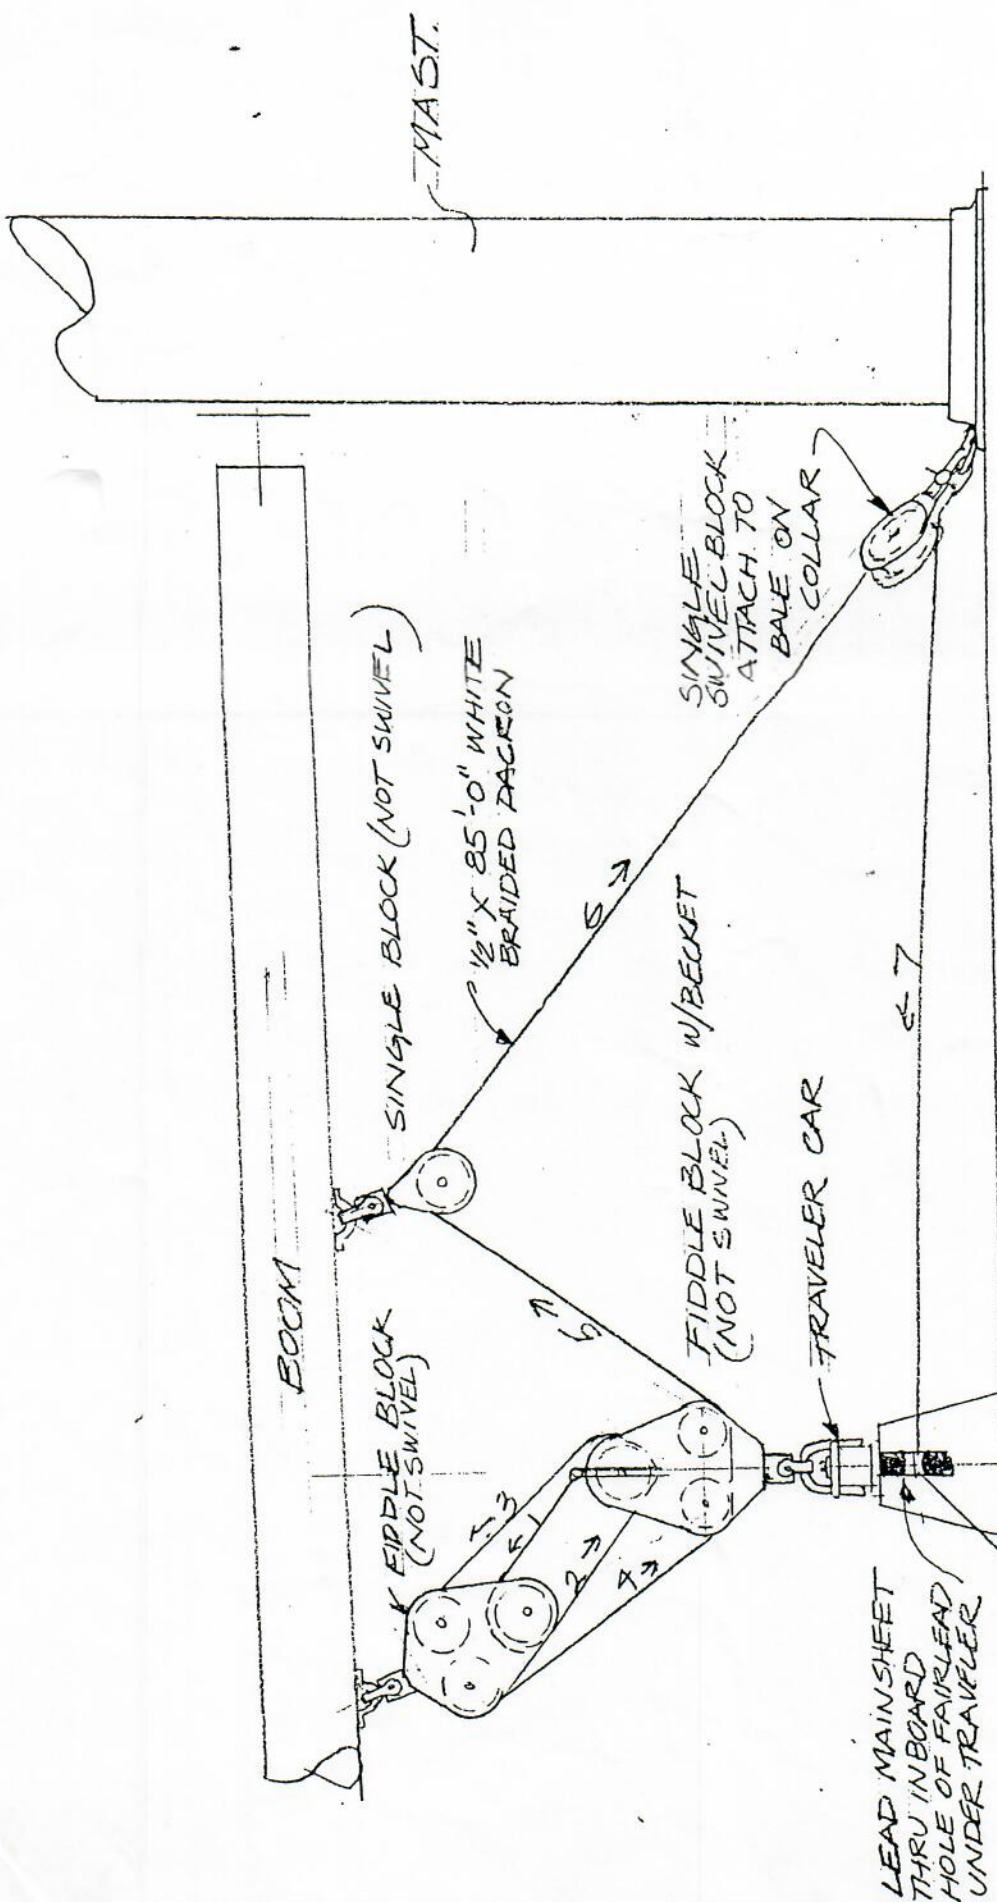 MAST.
BOOM
SINGLE BLOCK (NOT SWIVEL)
1/2" X 85'-0" WHITE
BRAIDED DACRON
SINGLE
SWIVEL BLOCK
ATTACH TO
BALE ON
COLLAR
FIDDLE BLOCK
(NOT SWIVEL)
3
1
2
4
5
6
FIDDLE BLOCK W/BECKET
(NOT SWIVEL)
7
TRAVELER CAR
LEAD MAINSHEET
THRU INBOARD
HOLE OF FAIRLEAD
UNDER TRAVELER